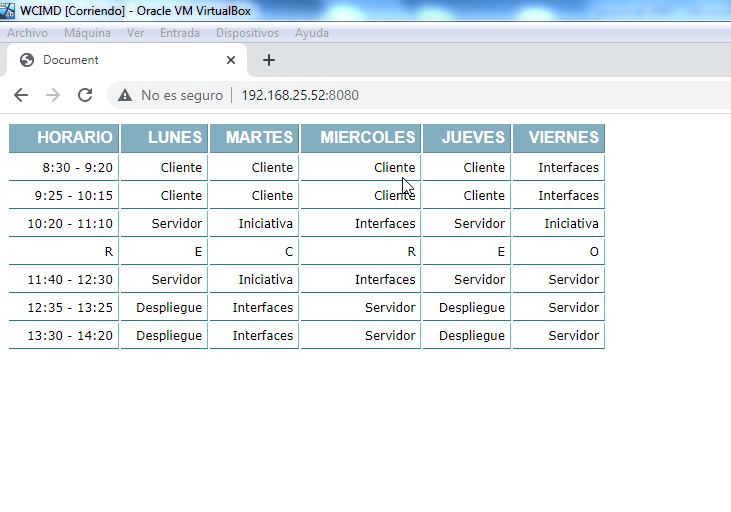 WCIMD [Corriendo] - Oracle VM VirtualBox
Archivo Máquina Ver Entrada Dispositivos Ayuda
Document
No es seguro 192.168.25.52:8080
HORARIO LUNES MARTES MIERCOLES JUEVES VIERNES
8:30 - 9:20 Cliente Cliente Cliente Cliente Interfaces
9:25 - 10:15 Cliente Cliente Cliente Cliente Interfaces
10:20 - 11:10 Servidor Iniciativa Interfaces Servidor Iniciativa
R E C R E O
11:40 - 12:30 Servidor Iniciativa Interfaces Servidor Servidor
12:35 - 13:25 Despliegue Interfaces Servidor Despliegue Servidor
13:30 - 14:20 Despliegue Interfaces Servidor Despliegue Servidor